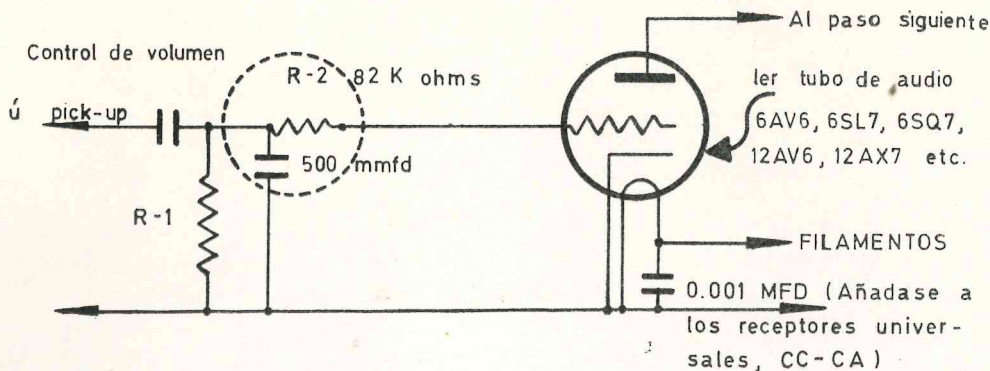 Al paso siguiente
Control de volumen
R-2 82 K ohms
1er tubo de audio
ú pick-up
6AV6, 6SL7, 6SQ7,
12AV6, 12AX7 etc.
500 mmfd
R-1
FILAMENTOS
0.001 MFD (Añadase a
los receptores univer-
sales, CC-CA)